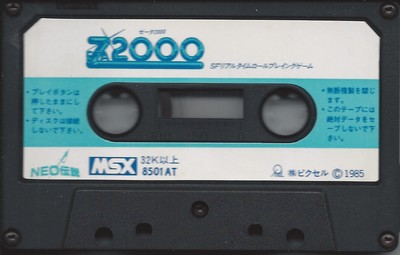 ゼータ2000
Z2000
SFリアルタイムロールプレイングゲーム
・プレイボタンは
押したままにし
て下さい。
・ディスクは接続
しないで下さい。
・無断複製を禁じ
ます。
・このテープには
絶対データをセ
ーブしないで下
さい。
NEO伝説
MSX
32K以上
8501AT
㈱ピクセル ©1985